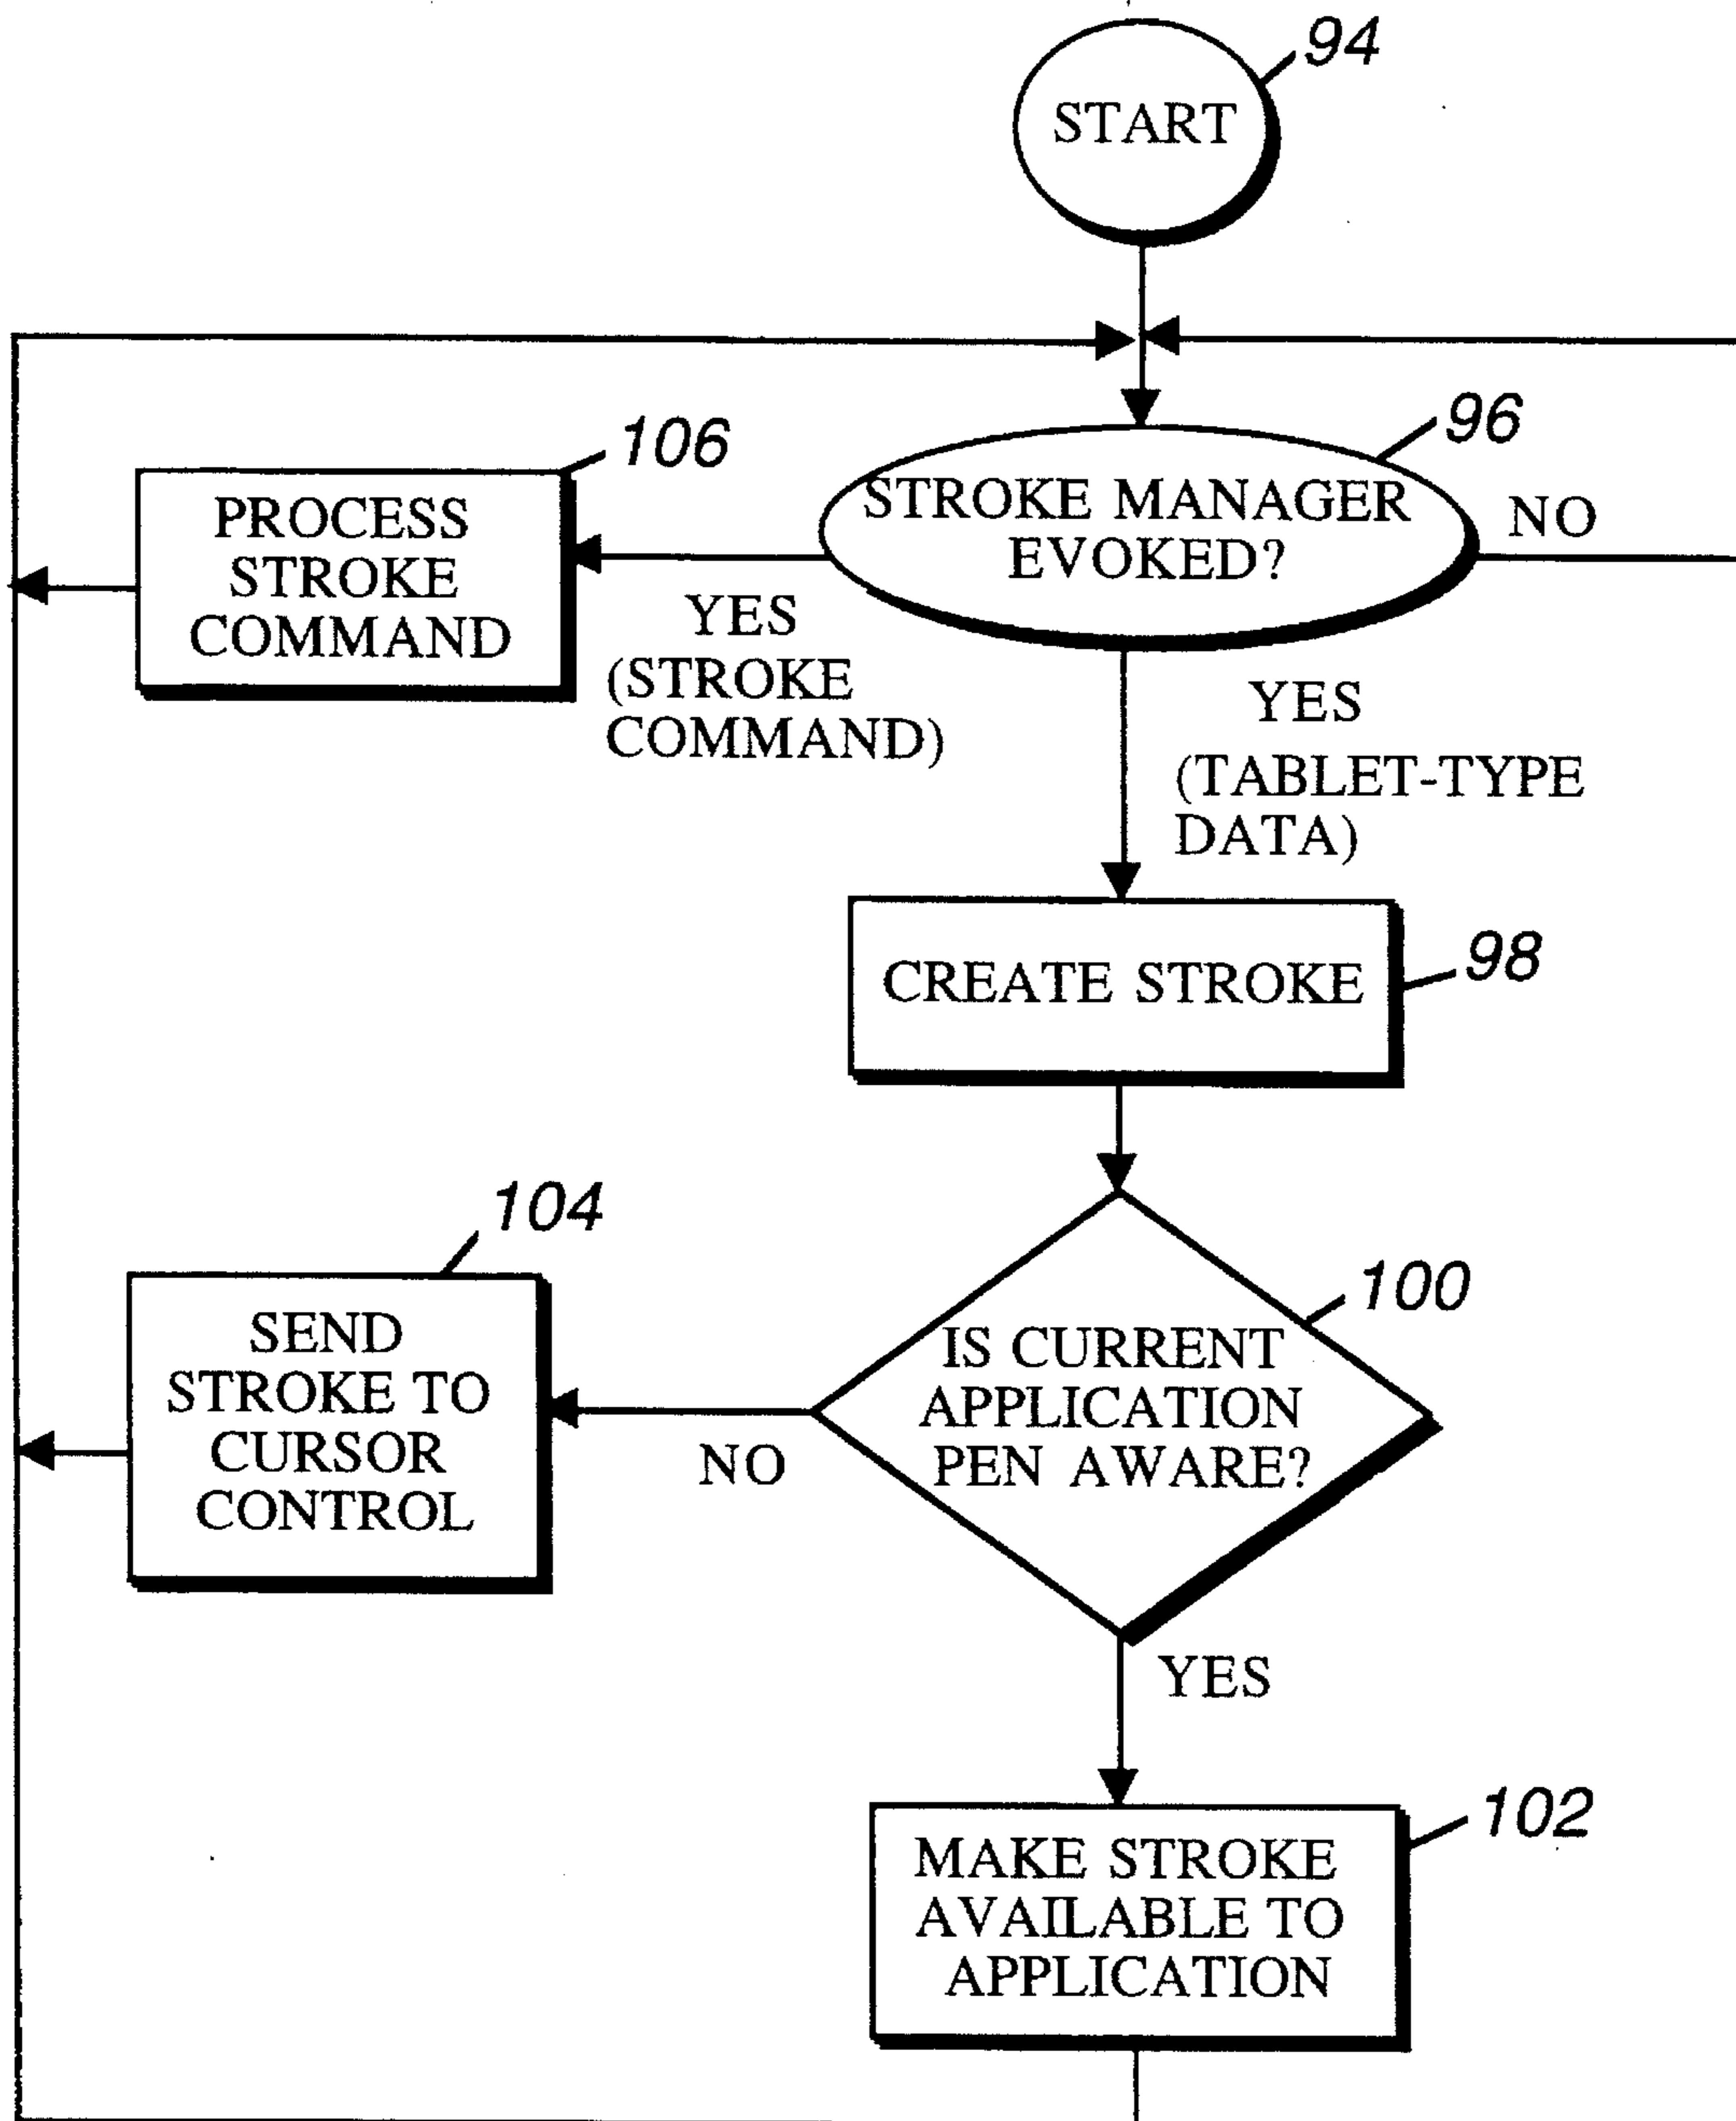 94
START
96
STROKE MANAGER
EVOKED?
NO
106
PROCESS
STROKE
COMMAND
YES
(STROKE
COMMAND)
YES
(TABLET-TYPE
DATA)
98
CREATE STROKE
104
SEND
STROKE TO
CURSOR
CONTROL
100
IS CURRENT
APPLICATION
PEN AWARE?
NO
YES
102
MAKE STROKE
AVAILABLE TO
APPLICATION